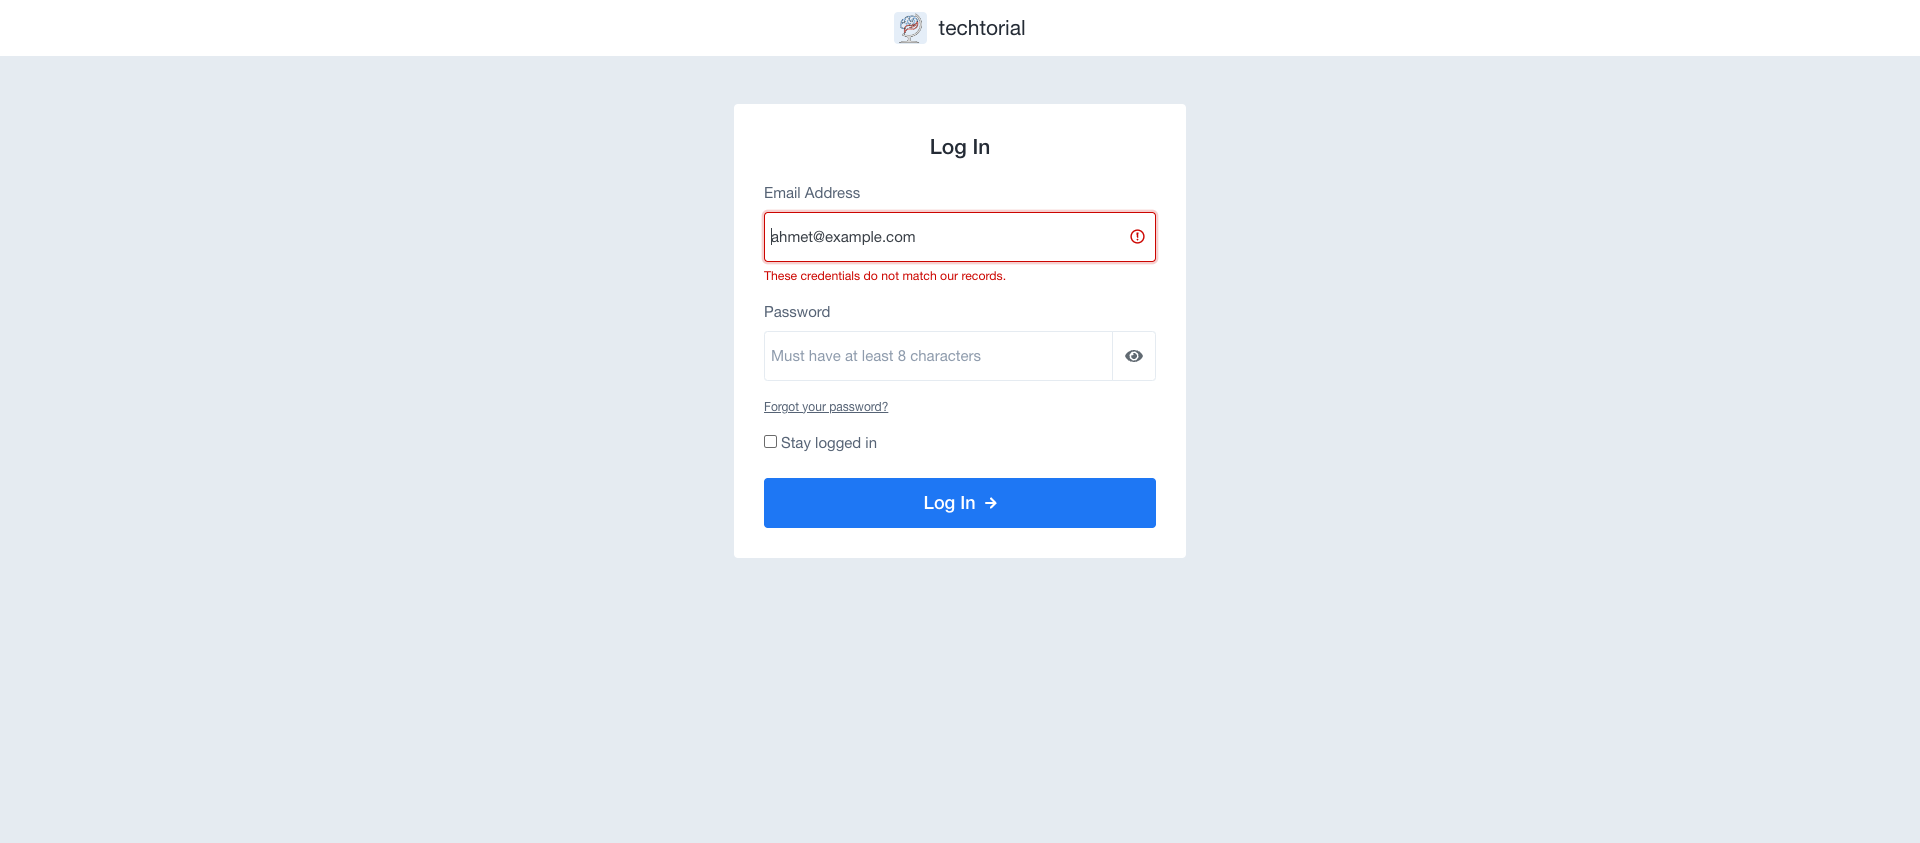 techtorial
Log In
Email Address
ahmet@example.com
These credentials do not match our records.
Password
Must have at least 8 characters
Forgot your password?
Stay logged in
Log In →